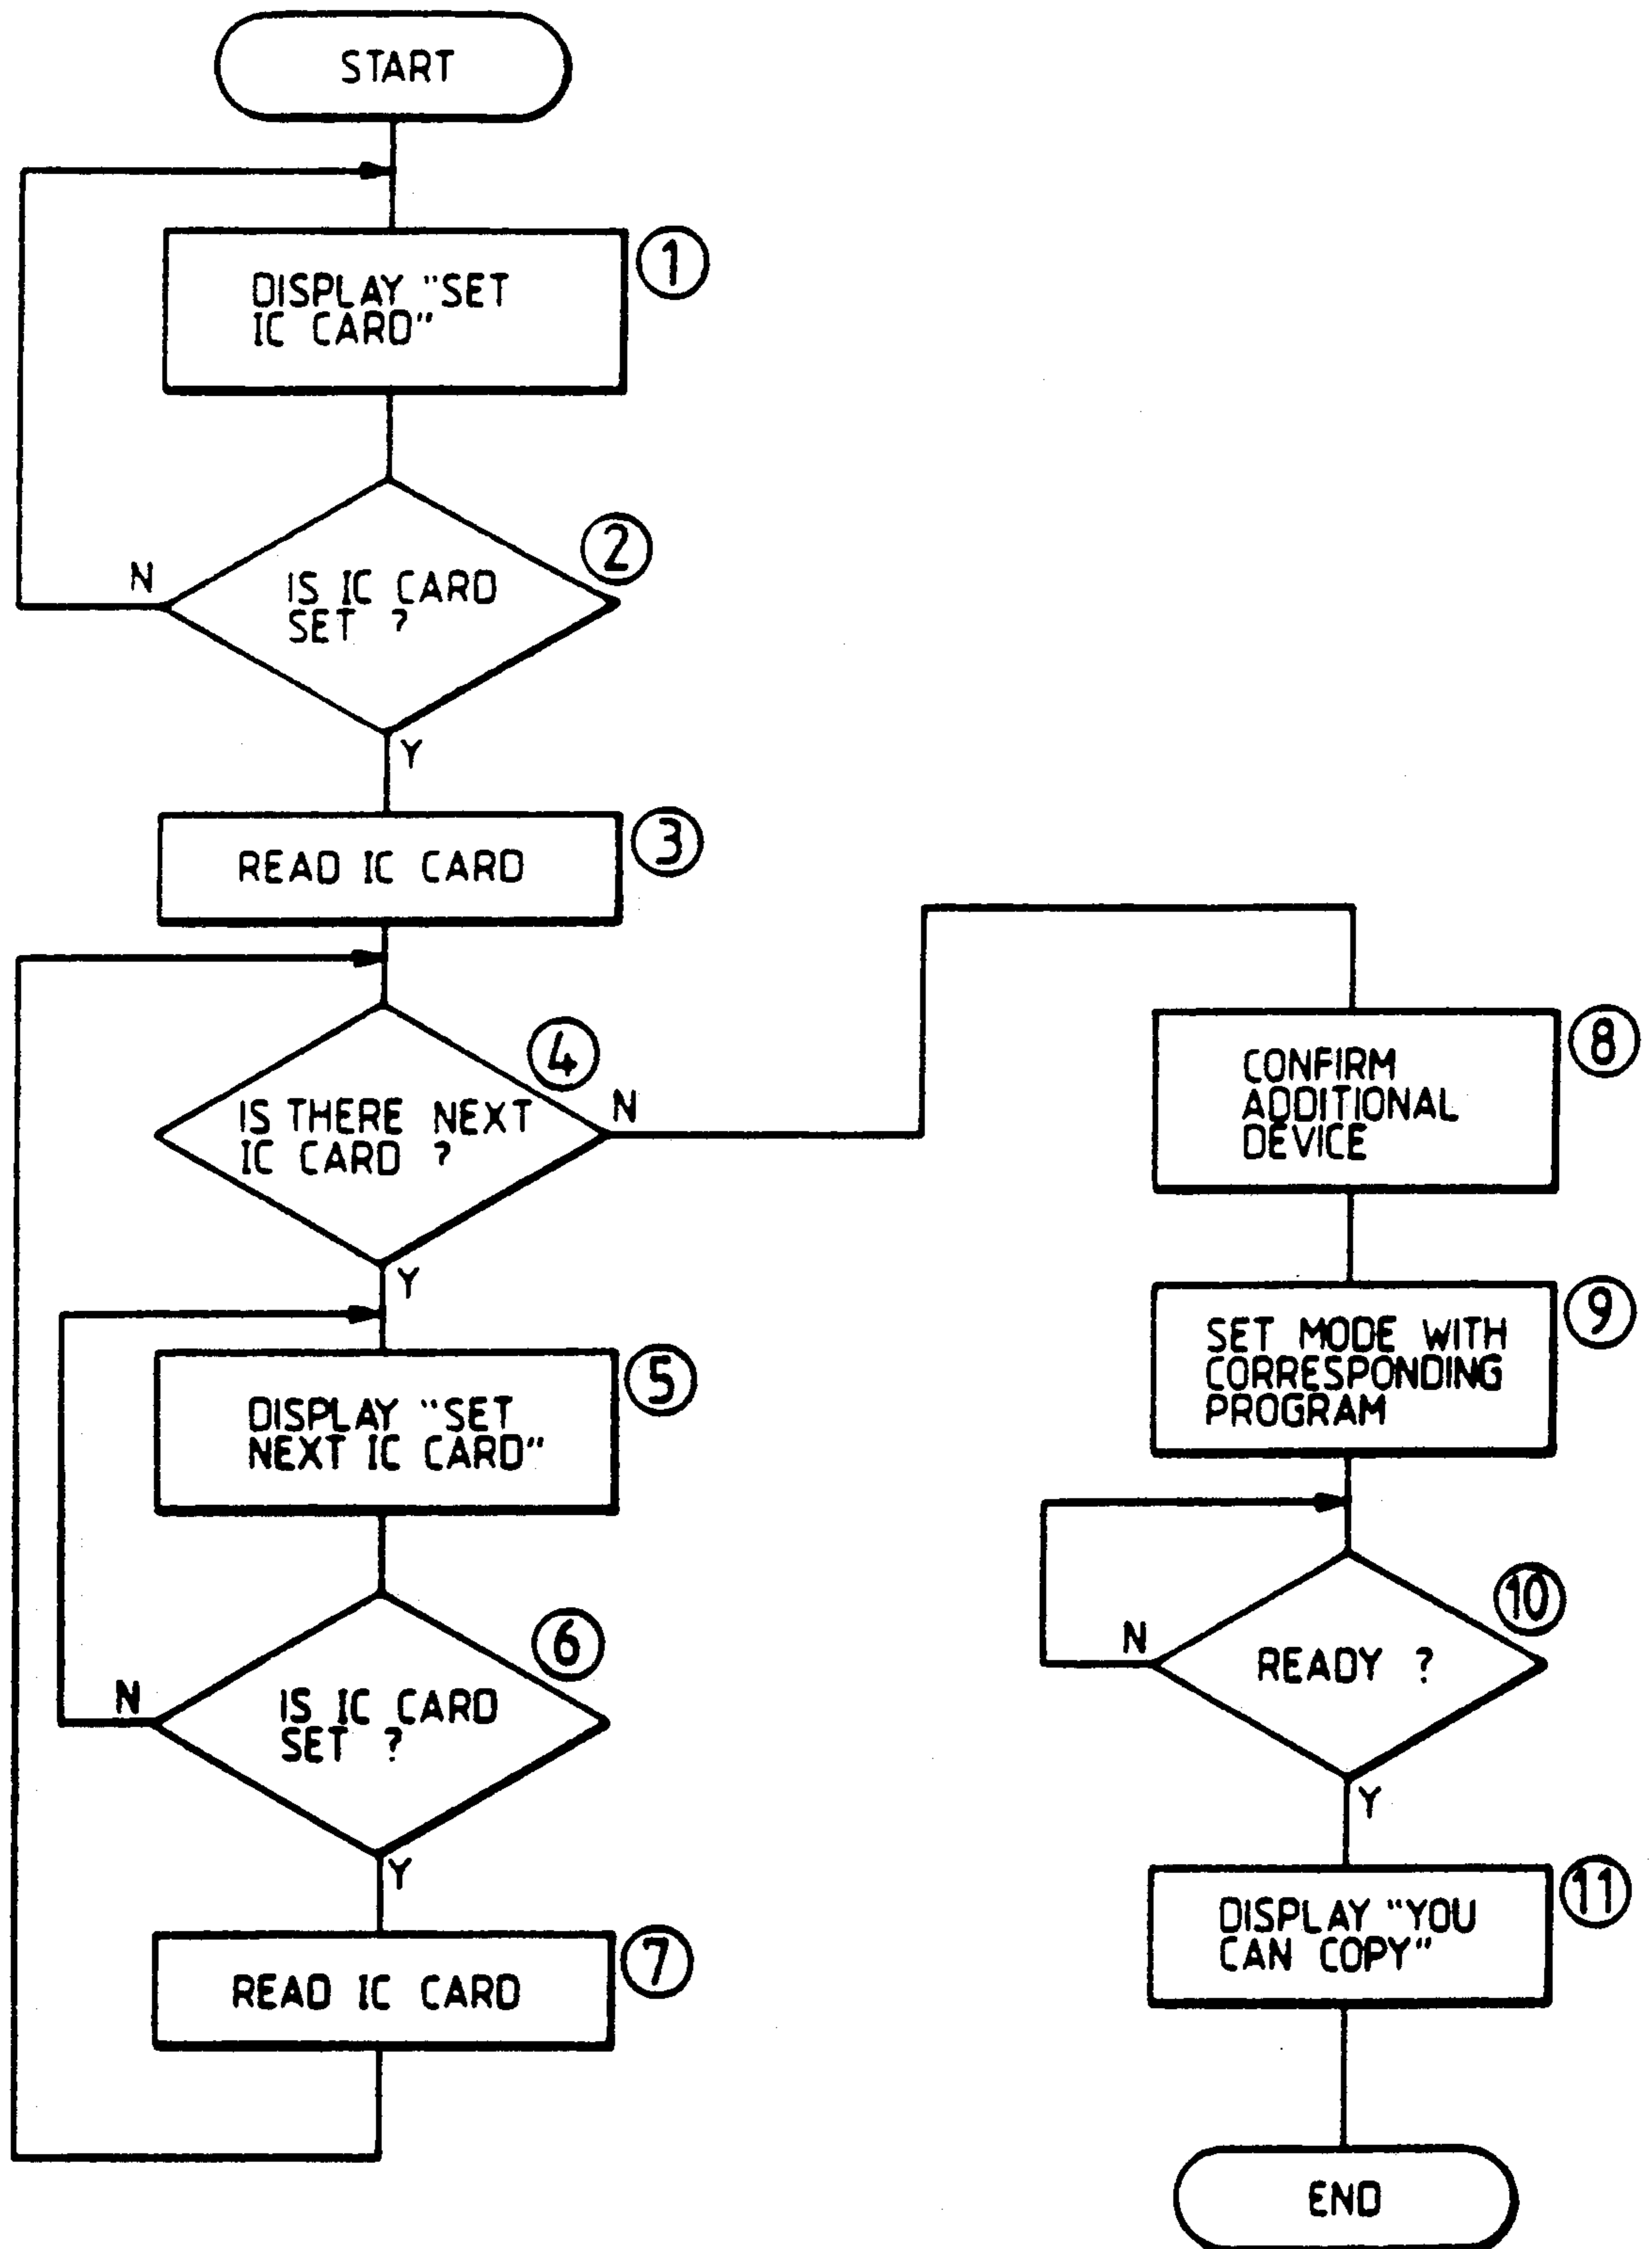 START
1
DISPLAY "SET
IC CARD"
2
N
IS IC CARD
SET ?
Y
3
READ IC CARD
4
IS THERE NEXT
IC CARD ?
N
Y
5
DISPLAY "SET
NEXT IC CARD"
6
N
IS IC CARD
SET ?
Y
7
READ IC CARD
8
CONFIRM
ADDITIONAL
DEVICE
9
SET MODE WITH
CORRESPONDING
PROGRAM
10
N
READY ?
Y
11
DISPLAY "YOU
CAN COPY"
END